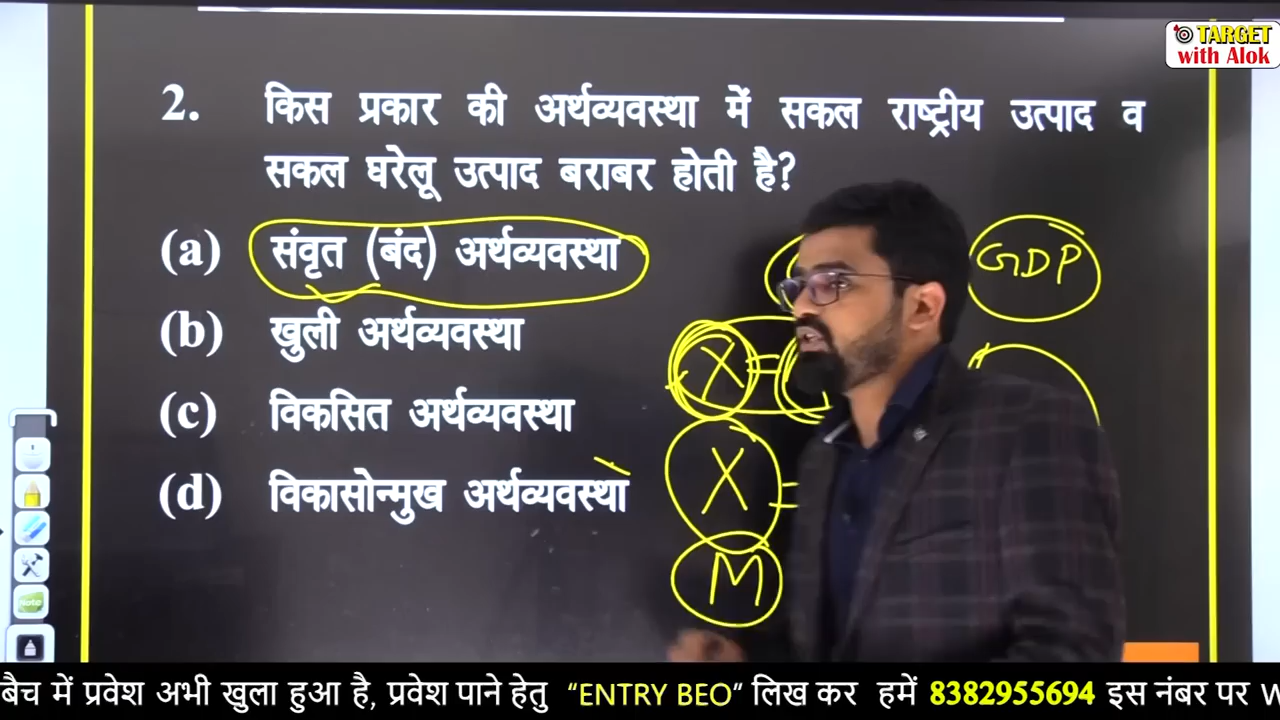 TARGET
with Alok
2. किस प्रकार की अर्थव्यवस्था में सकल राष्ट्रीय उत्पाद व
सकल घरेलू उत्पाद बराबर होती है?
(a) संवृत (बंद) अर्थव्यवस्था
GDP
(b) खुली अर्थव्यवस्था
X =
(c) विकसित अर्थव्यवस्था
(d) विकासोन्मुख अर्थव्यवस्था
X =
M
Note
बैच में प्रवेश अभी खुला हुआ है, प्रवेश पाने हेतु “ENTRY BEO“ लिख कर हमें 8382955694 इस नंबर पर W